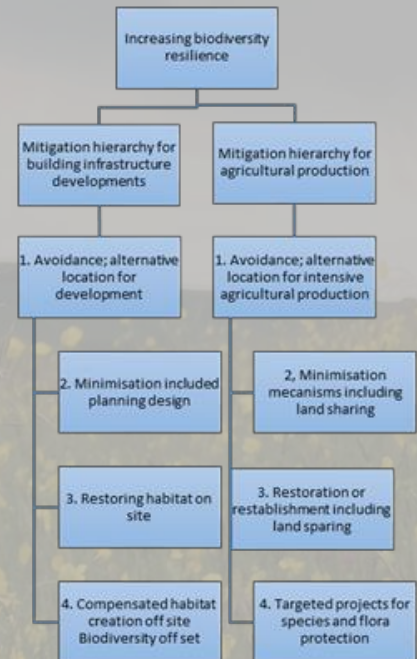 Increasing biodiversity
resilience
Mitigation hierarchy for
building infrastructure
developments
Mitigation hierarchy for
agricultural production
1. Avoidance; alternative
location for
development
1. Avoidance; alternative
location for intensive
agricultural production
2. Minimisation included
planning design
2, Minimisation
mecanisms including
land sharing
3. Restoring habitat on
site
3. Restoration or
restablishment including
land sparing
4. Compensated habitat
creation off site
Biodiversity off set
4. Targeted projects for
species and flora
protection